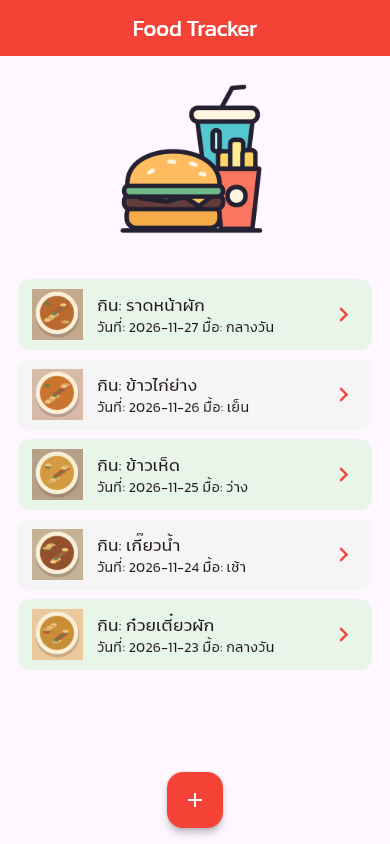 Food Tracker
กิน: ราดหน้าผัก
วันที่: 2026-11-27 มื้อ: กลางวัน
กิน: ข้าวไก่ย่าง
วันที่: 2026-11-26 มื้อ: เย็น
กิน: ข้าวเห็ด
วันที่: 2026-11-25 มื้อ: ว่าง
กิน: เกี๊ยวน้ำ
วันที่: 2026-11-24 มื้อ: เช้า
กิน: ก๋วยเตี๋ยวผัก
วันที่: 2026-11-23 มื้อ: กลางวัน